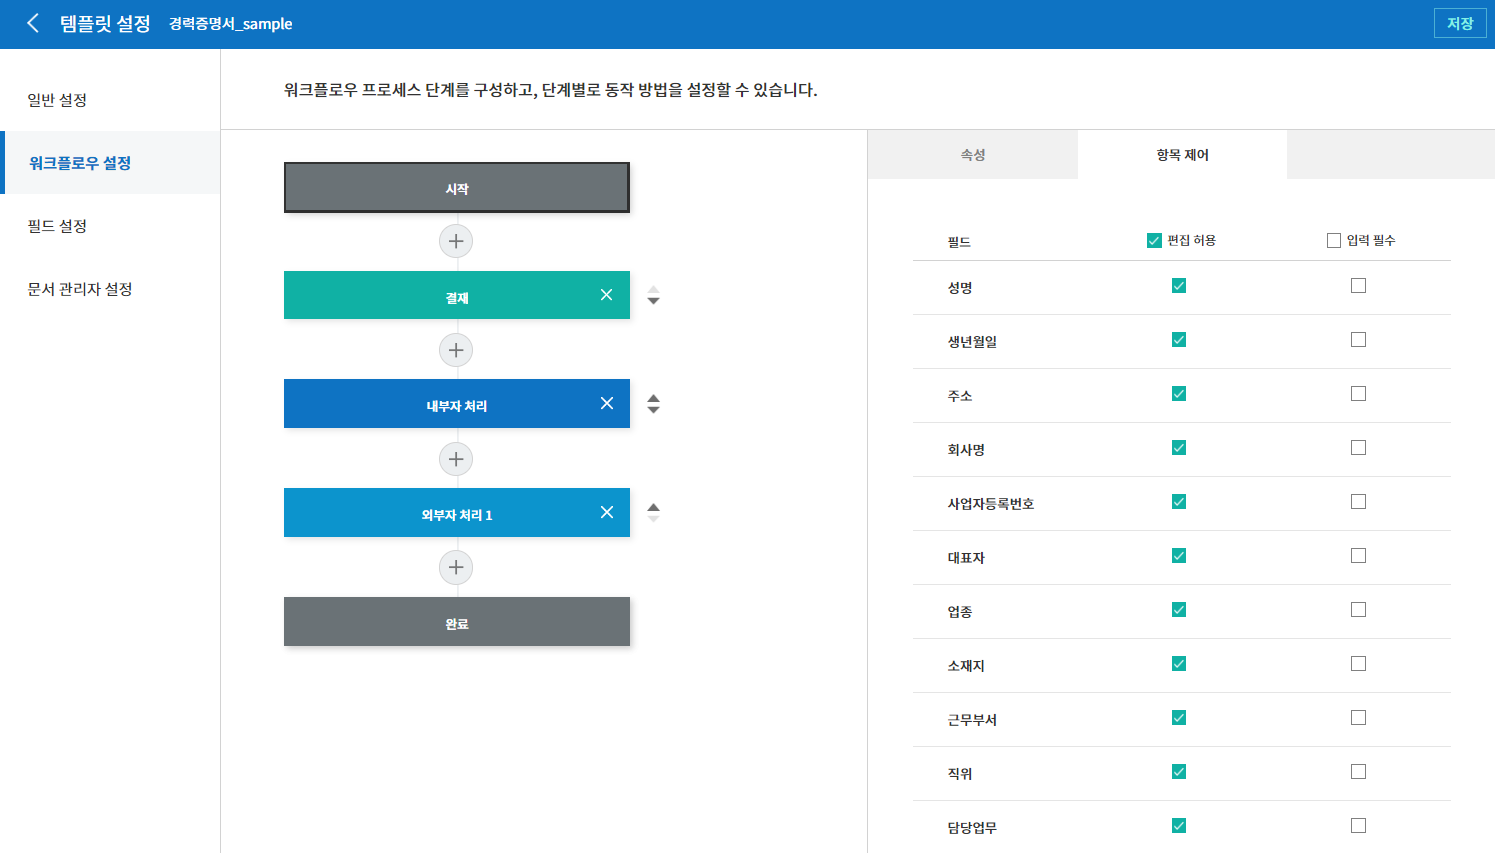 템플릿 설정 경력증명서_sample 저장
일반 설정
워크플로우 설정
필드 설정
문서 관리자 설정
워크플로우 프로세스 단계를 구성하고, 단계별로 동작 방법을 설정할 수 있습니다.
시작
결재
내부자 처리
외부자 처리 1
완료
속성 항목 제어
필드 편집 허용 입력 필수
성명
생년월일
주소
회사명
사업자등록번호
대표자
업종
소재지
근무부서
직위
담당업무